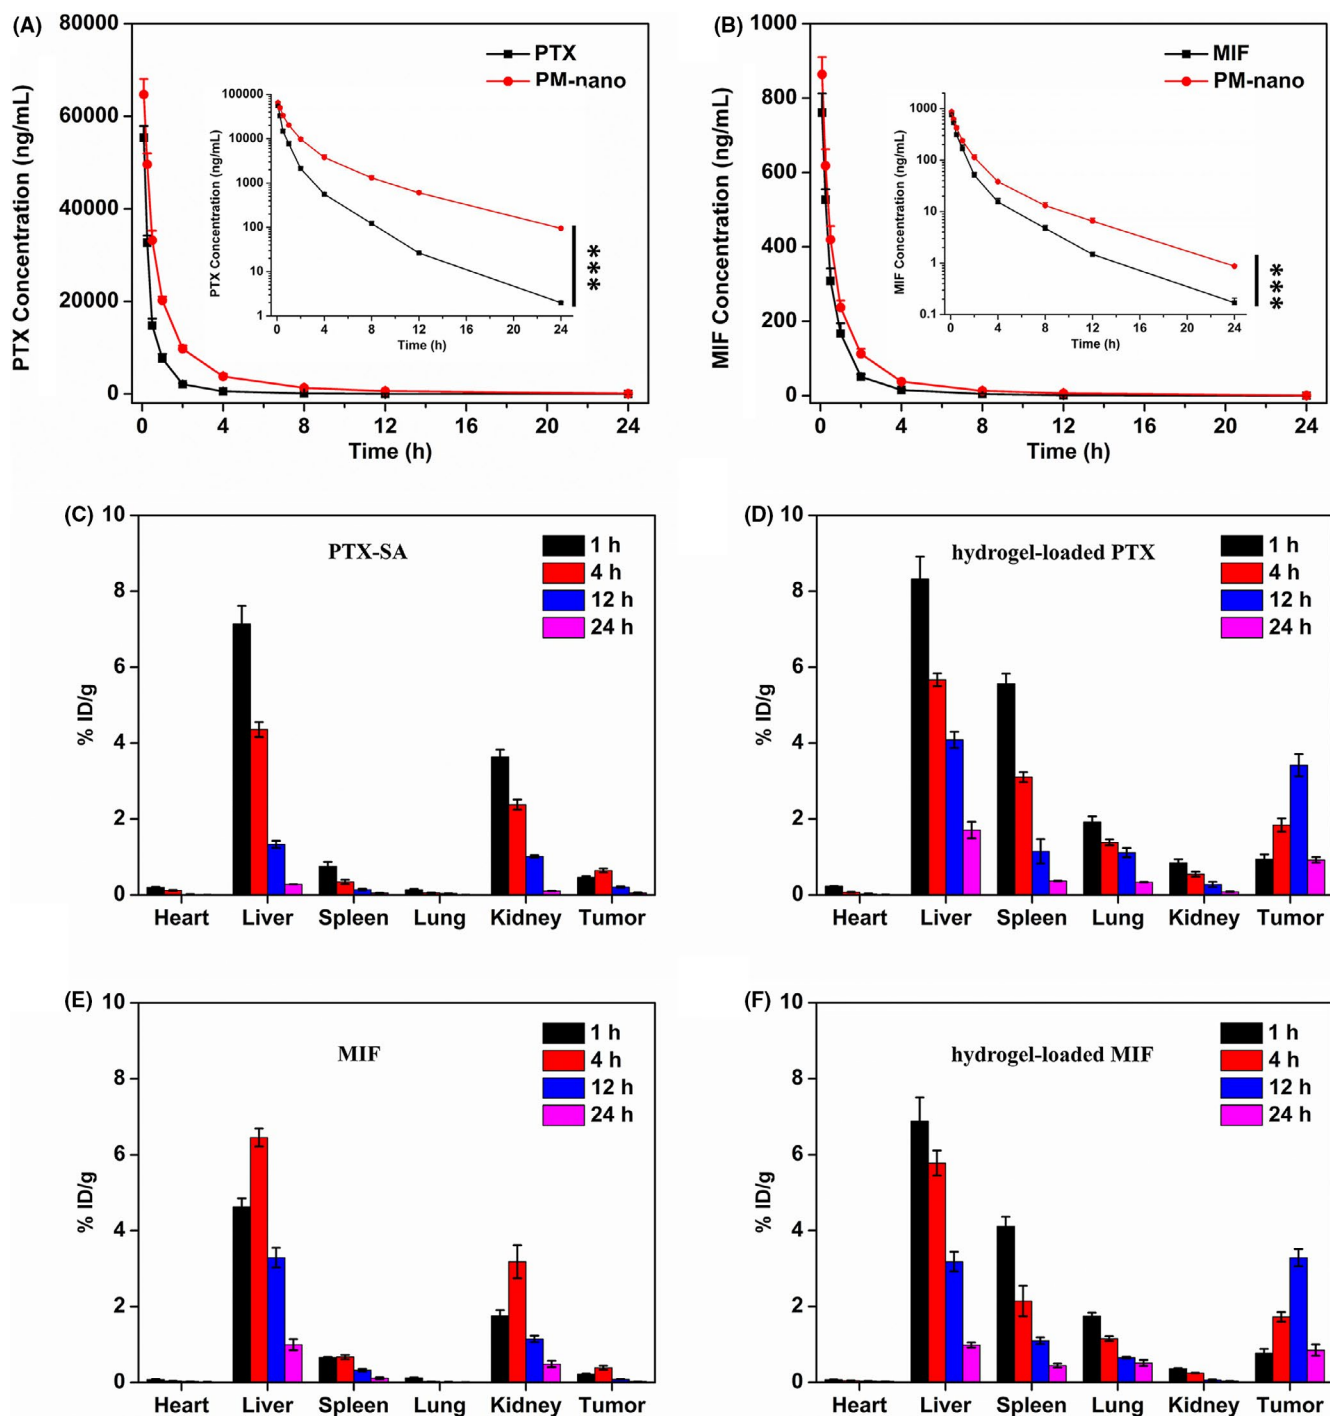 (A)
80000
60000
40000
20000
0
PTX Concentration (ng/mL)
PTX
PM-nano
100000
10000
1000
100
10
1
PTX Concentration (ng/mL)
0 4 8 12 16 20 24
Time (h)
***
0 4 8 12 16 20 24
Time (h)
(B)
1000
800
600
400
200
0
MIF Concentration (ng/mL)
MIF
PM-nano
1000
100
10
1
0.1
MIF Concentration (ng/mL)
0 4 8 12 16 20 24
Time (h)
***
0 4 8 12 16 20 24
Time (h)
(C)
10
8
6
4
2
0
% ID/g
PTX-SA
1 h
4 h
12 h
24 h
Heart Liver Spleen Lung Kidney Tumor
(D)
10
8
6
4
2
0
% ID/g
hydrogel-loaded PTX
1 h
4 h
12 h
24 h
Heart Liver Spleen Lung Kidney Tumor
(E)
10
8
6
4
2
0
% ID/g
MIF
1 h
4 h
12 h
24 h
Heart Liver Spleen Lung Kidney Tumor
(F)
10
8
6
4
2
0
% ID/g
hydrogel-loaded MIF
1 h
4 h
12 h
24 h
Heart Liver Spleen Lung Kidney Tumor